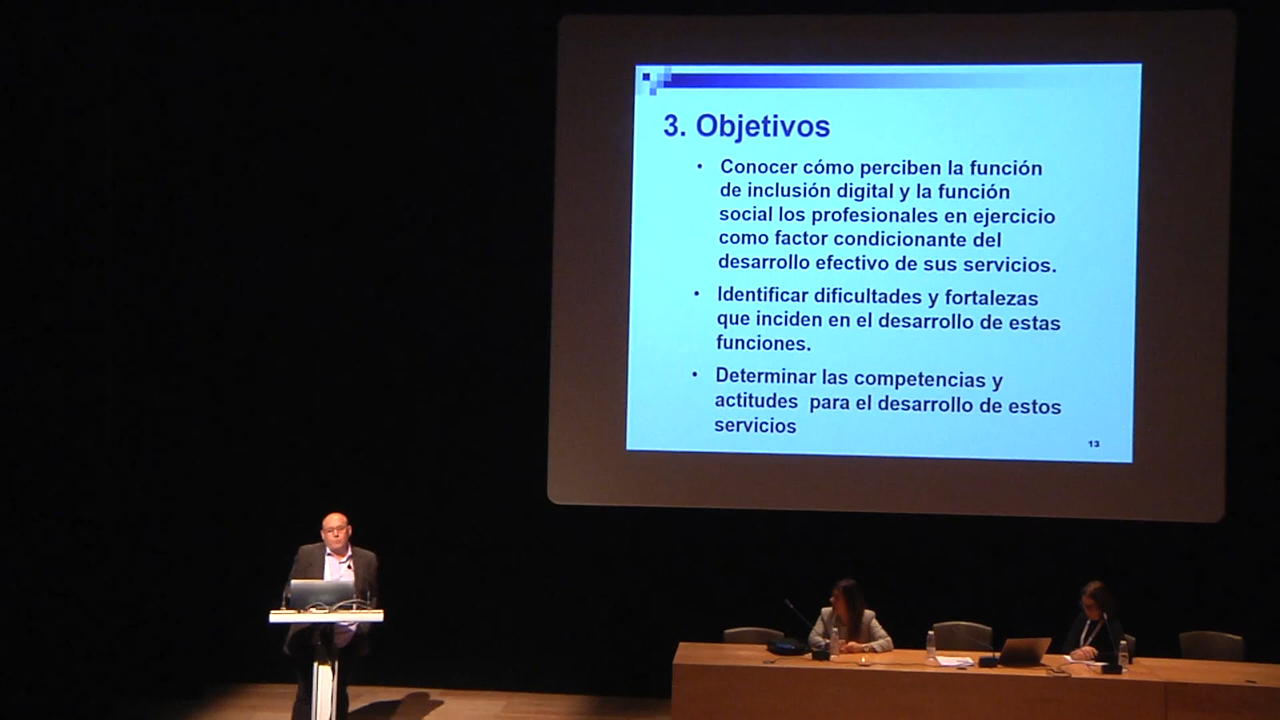 3. Objetivos
• Conocer cómo perciben la función
de inclusión digital y la función
social los profesionales en ejercicio
como factor condicionante del
desarrollo efectivo de sus servicios.
• Identificar dificultades y fortalezas
que inciden en el desarrollo de estas
funciones.
• Determinar las competencias y
actitudes para el desarrollo de estos
servicios
13